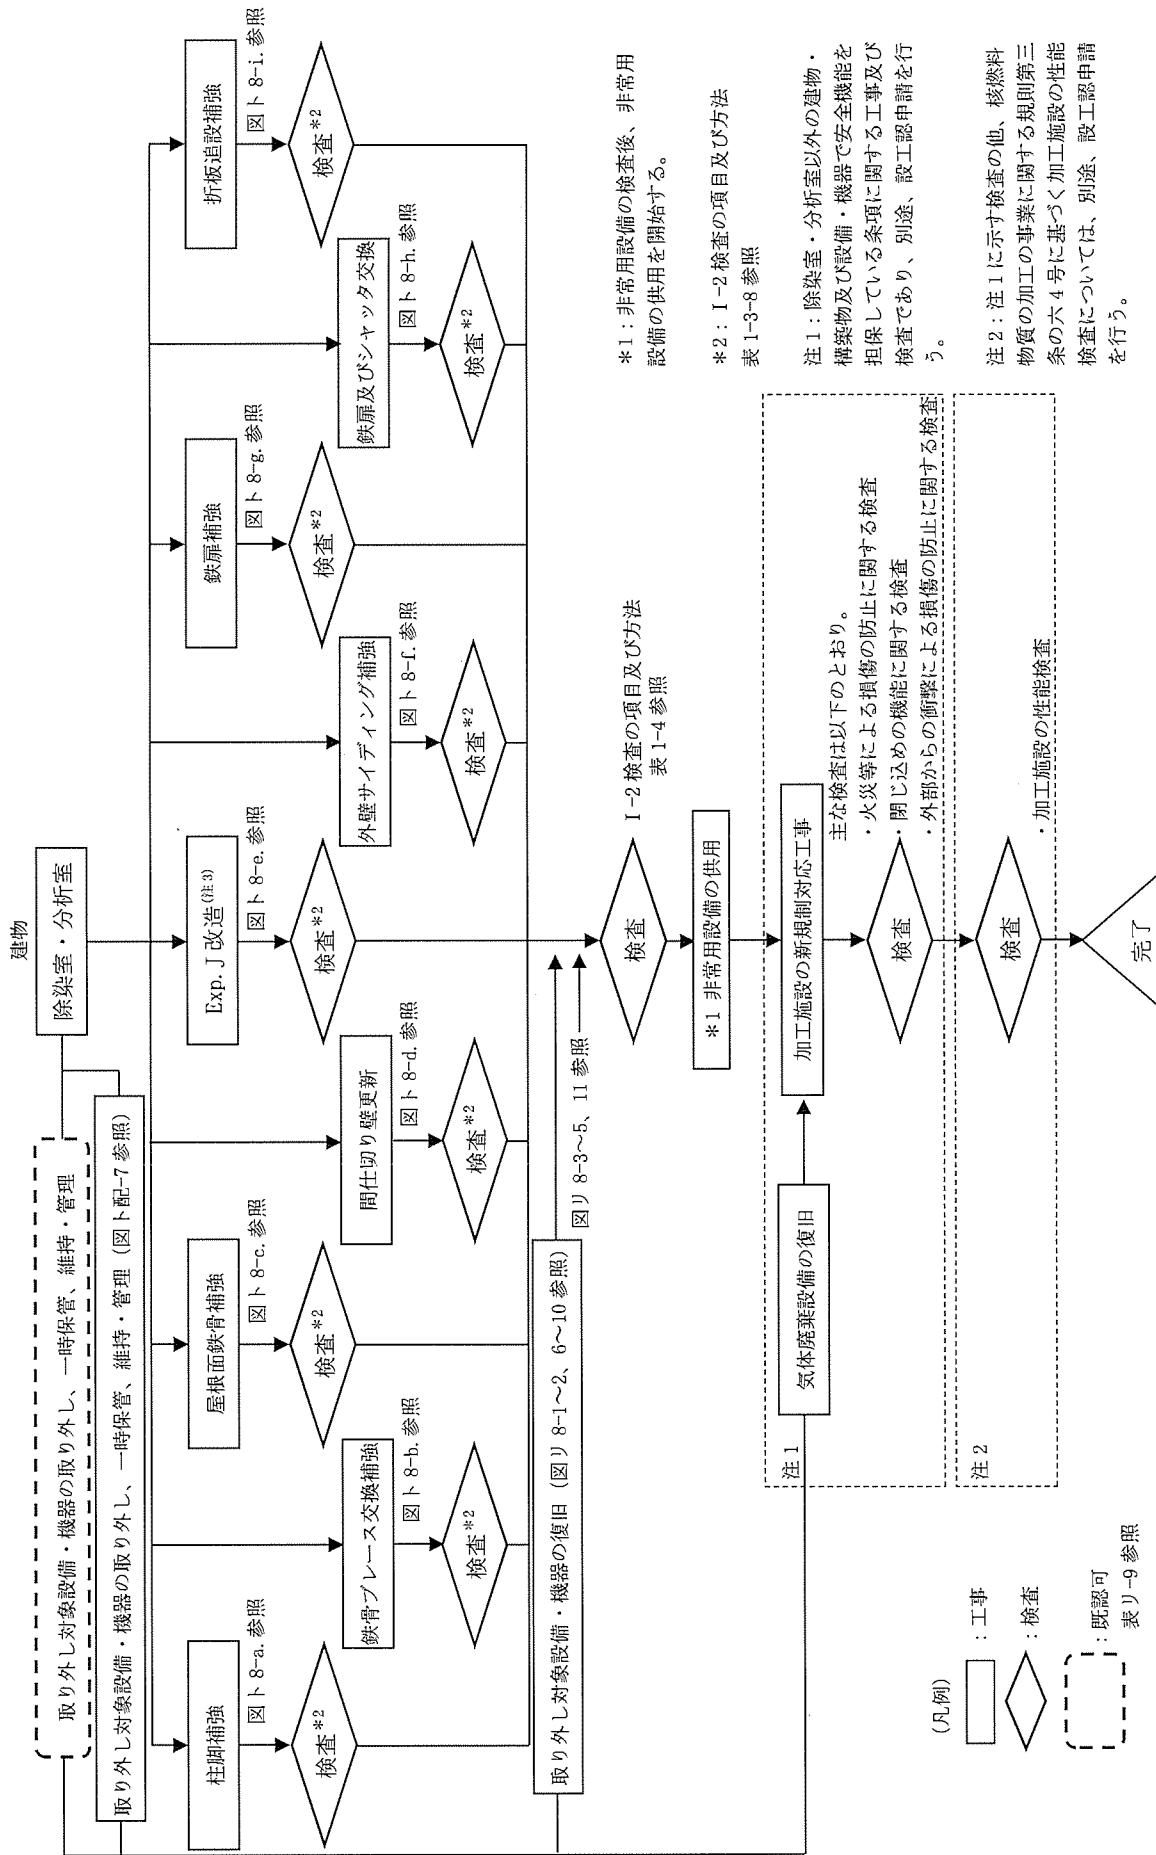 建物
除染室・分析室
取り外し対象設備・機器の取り外し、一時保管、維持・管理
取り外し対象設備・機器の取り外し、一時保管、維持・管理（図ト配-7 参照）
柱脚補強
図ト 8-a. 参照
検査*2
鉄骨ブレース交換補強
図ト 8-b. 参照
検査*2
屋根面鉄骨補強
図ト 8-c. 参照
検査*2
間仕切り壁更新
図ト 8-d. 参照
検査*2
Exp. J 改造(注3)
図ト 8-e. 参照
検査*2
外壁サイディング補強
図ト 8-f. 参照
検査*2
鉄扉補強
図ト 8-g. 参照
検査*2
鉄扉及びシャッタ交換
図ト 8-h. 参照
検査*2
折板追設補強
図ト 8-i. 参照
検査*2
取り外し対象設備・機器の復旧（図リ 8-1～2、6～10 参照）
図リ 8-3～5、11 参照
検査
I-2 検査の項目及び方法
表 1-4 参照
*1 非常用設備の供用
注 1
気体廃棄設備の復旧
加工施設の新規制対応工事
主な検査は以下のとおり。
・火災等による損傷の防止に関する検査
・閉じ込めの機能に関する検査
・外部からの衝撃による損傷の防止に関する検査
検査
注 2
検査
・加工施設の性能検査
完了
*1：非常用設備の検査後、非常用
設備の供用を開始する。
*2：I-2 検査の項目及び方法
表 1-3-8 参照
注 1：除染室・分析室以外の建物・
構築物及び設備・機器で安全機能を
担保している条項に関する工事及び
検査であり、別途、設工認申請を行
う。
注 2：注 1 に示す検査の他、核燃料
物質の加工の事業に関する規則第三
条の六 4 号に基づく加工施設の性能
検査については、別途、設工認申請
を行う。
(凡例)
：工事
：検査
：既認可
表リ-9 参照